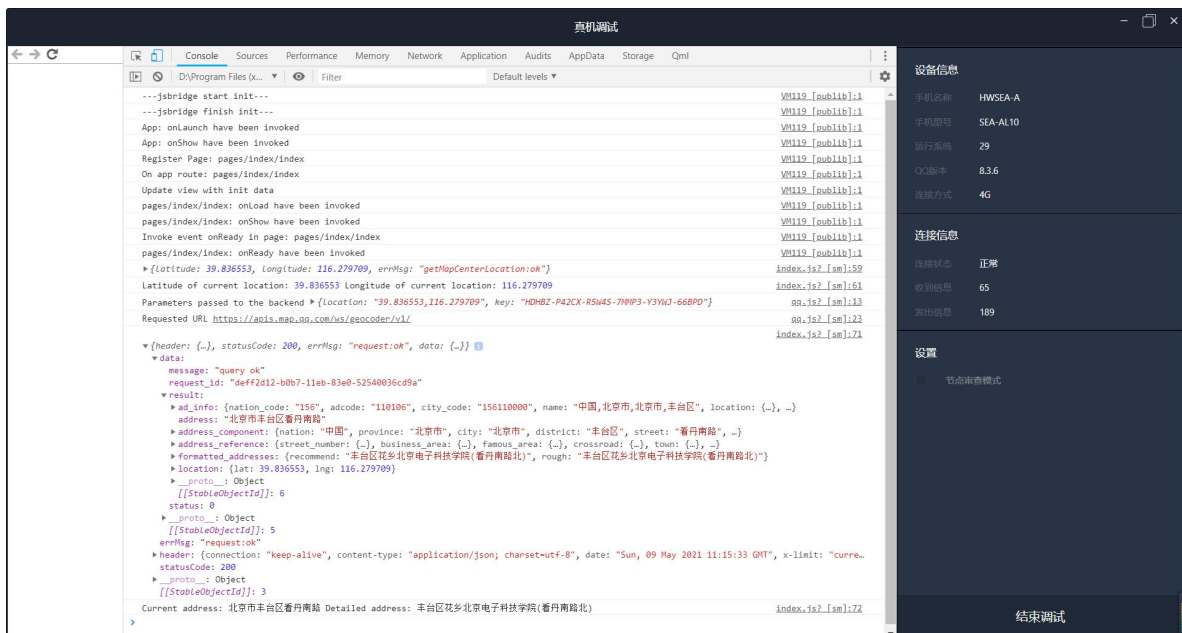 真机调试
Console Sources Performance Memory Network Application Audits AppData Storage Qml
D:\Program Files (x... ▼ Filter Default levels ▼
---jsbridge start init--- VM119 [publib]:1
---jsbridge finish init--- VM119 [publib]:1
App: onLaunch have been invoked VM119 [publib]:1
App: onShow have been invoked VM119 [publib]:1
Register Page: pages/index/index VM119 [publib]:1
On app route: pages/index/index VM119 [publib]:1
Update view with init data VM119 [publib]:1
pages/index/index: onLoad have been invoked VM119 [publib]:1
pages/index/index: onShow have been invoked VM119 [publib]:1
Invoke event onReady in page: pages/index/index VM119 [publib]:1
pages/index/index: onReady have been invoked VM119 [publib]:1
▶{latitude: 39.836553, longitude: 116.279709, errMsg: "getMapCenterLocation:ok"} index.js? [sm]:59
Latitude of current location: 39.836553 Longitude of current location: 116.279709 index.js? [sm]:61
Parameters passed to the backend ▶{location: "39.836553,116.279709", key: "HDHBZ-P42CX-R5W4S-7MMP3-Y3YWJ-66BPD"} qq.js? [sm]:13
Requested URL https://apis.map.qq.com/ws/geocoder/v1/ qq.js? [sm]:23
index.js? [sm]:71
▼{header: {…}, statusCode: 200, errMsg: "request:ok", data: {…}}
▼data:
message: "query ok"
request_id: "deff2d12-b0b7-11eb-83e0-52540036cd9a"
▼result:
▶ad_info: {nation_code: "156", adcode: "110106", city_code: "156110000", name: "中国,北京市,北京市,丰台区", location: {…}, …}
address: "北京市丰台区看丹南路"
▶address_component: {nation: "中国", province: "北京市", city: "北京市", district: "丰台区", street: "看丹南路", …}
▶address_reference: {street_number: {…}, business_area: {…}, famous_area: {…}, crossroad: {…}, town: {…}, …}
▶formatted_addresses: {recommend: "丰台区花乡北京电子科技学院(看丹南路北)", rough: "丰台区花乡北京电子科技学院(看丹南路北)"}
▶location: {lat: 39.836553, lng: 116.279709}
▶__proto__: Object
[[StableObjectId]]: 6
status: 0
▶__proto__: Object
[[StableObjectId]]: 5
errMsg: "request:ok"
▶header: {connection: "keep-alive", content-type: "application/json; charset=utf-8", date: "Sun, 09 May 2021 11:15:33 GMT", x-limit: "curre…
statusCode: 200
▶__proto__: Object
[[StableObjectId]]: 3
Current address: 北京市丰台区看丹南路 Detailed address: 丰台区花乡北京电子科技学院(看丹南路北) index.js? [sm]:72
设备信息
手机名称 HWSEA-A
手机型号 SEA-AL10
运行系统 29
QQ版本 8.3.6
连接方式 4G
连接信息
连接状态 正常
收到信息 65
发出信息 189
设置
节点审查模式
结束调试